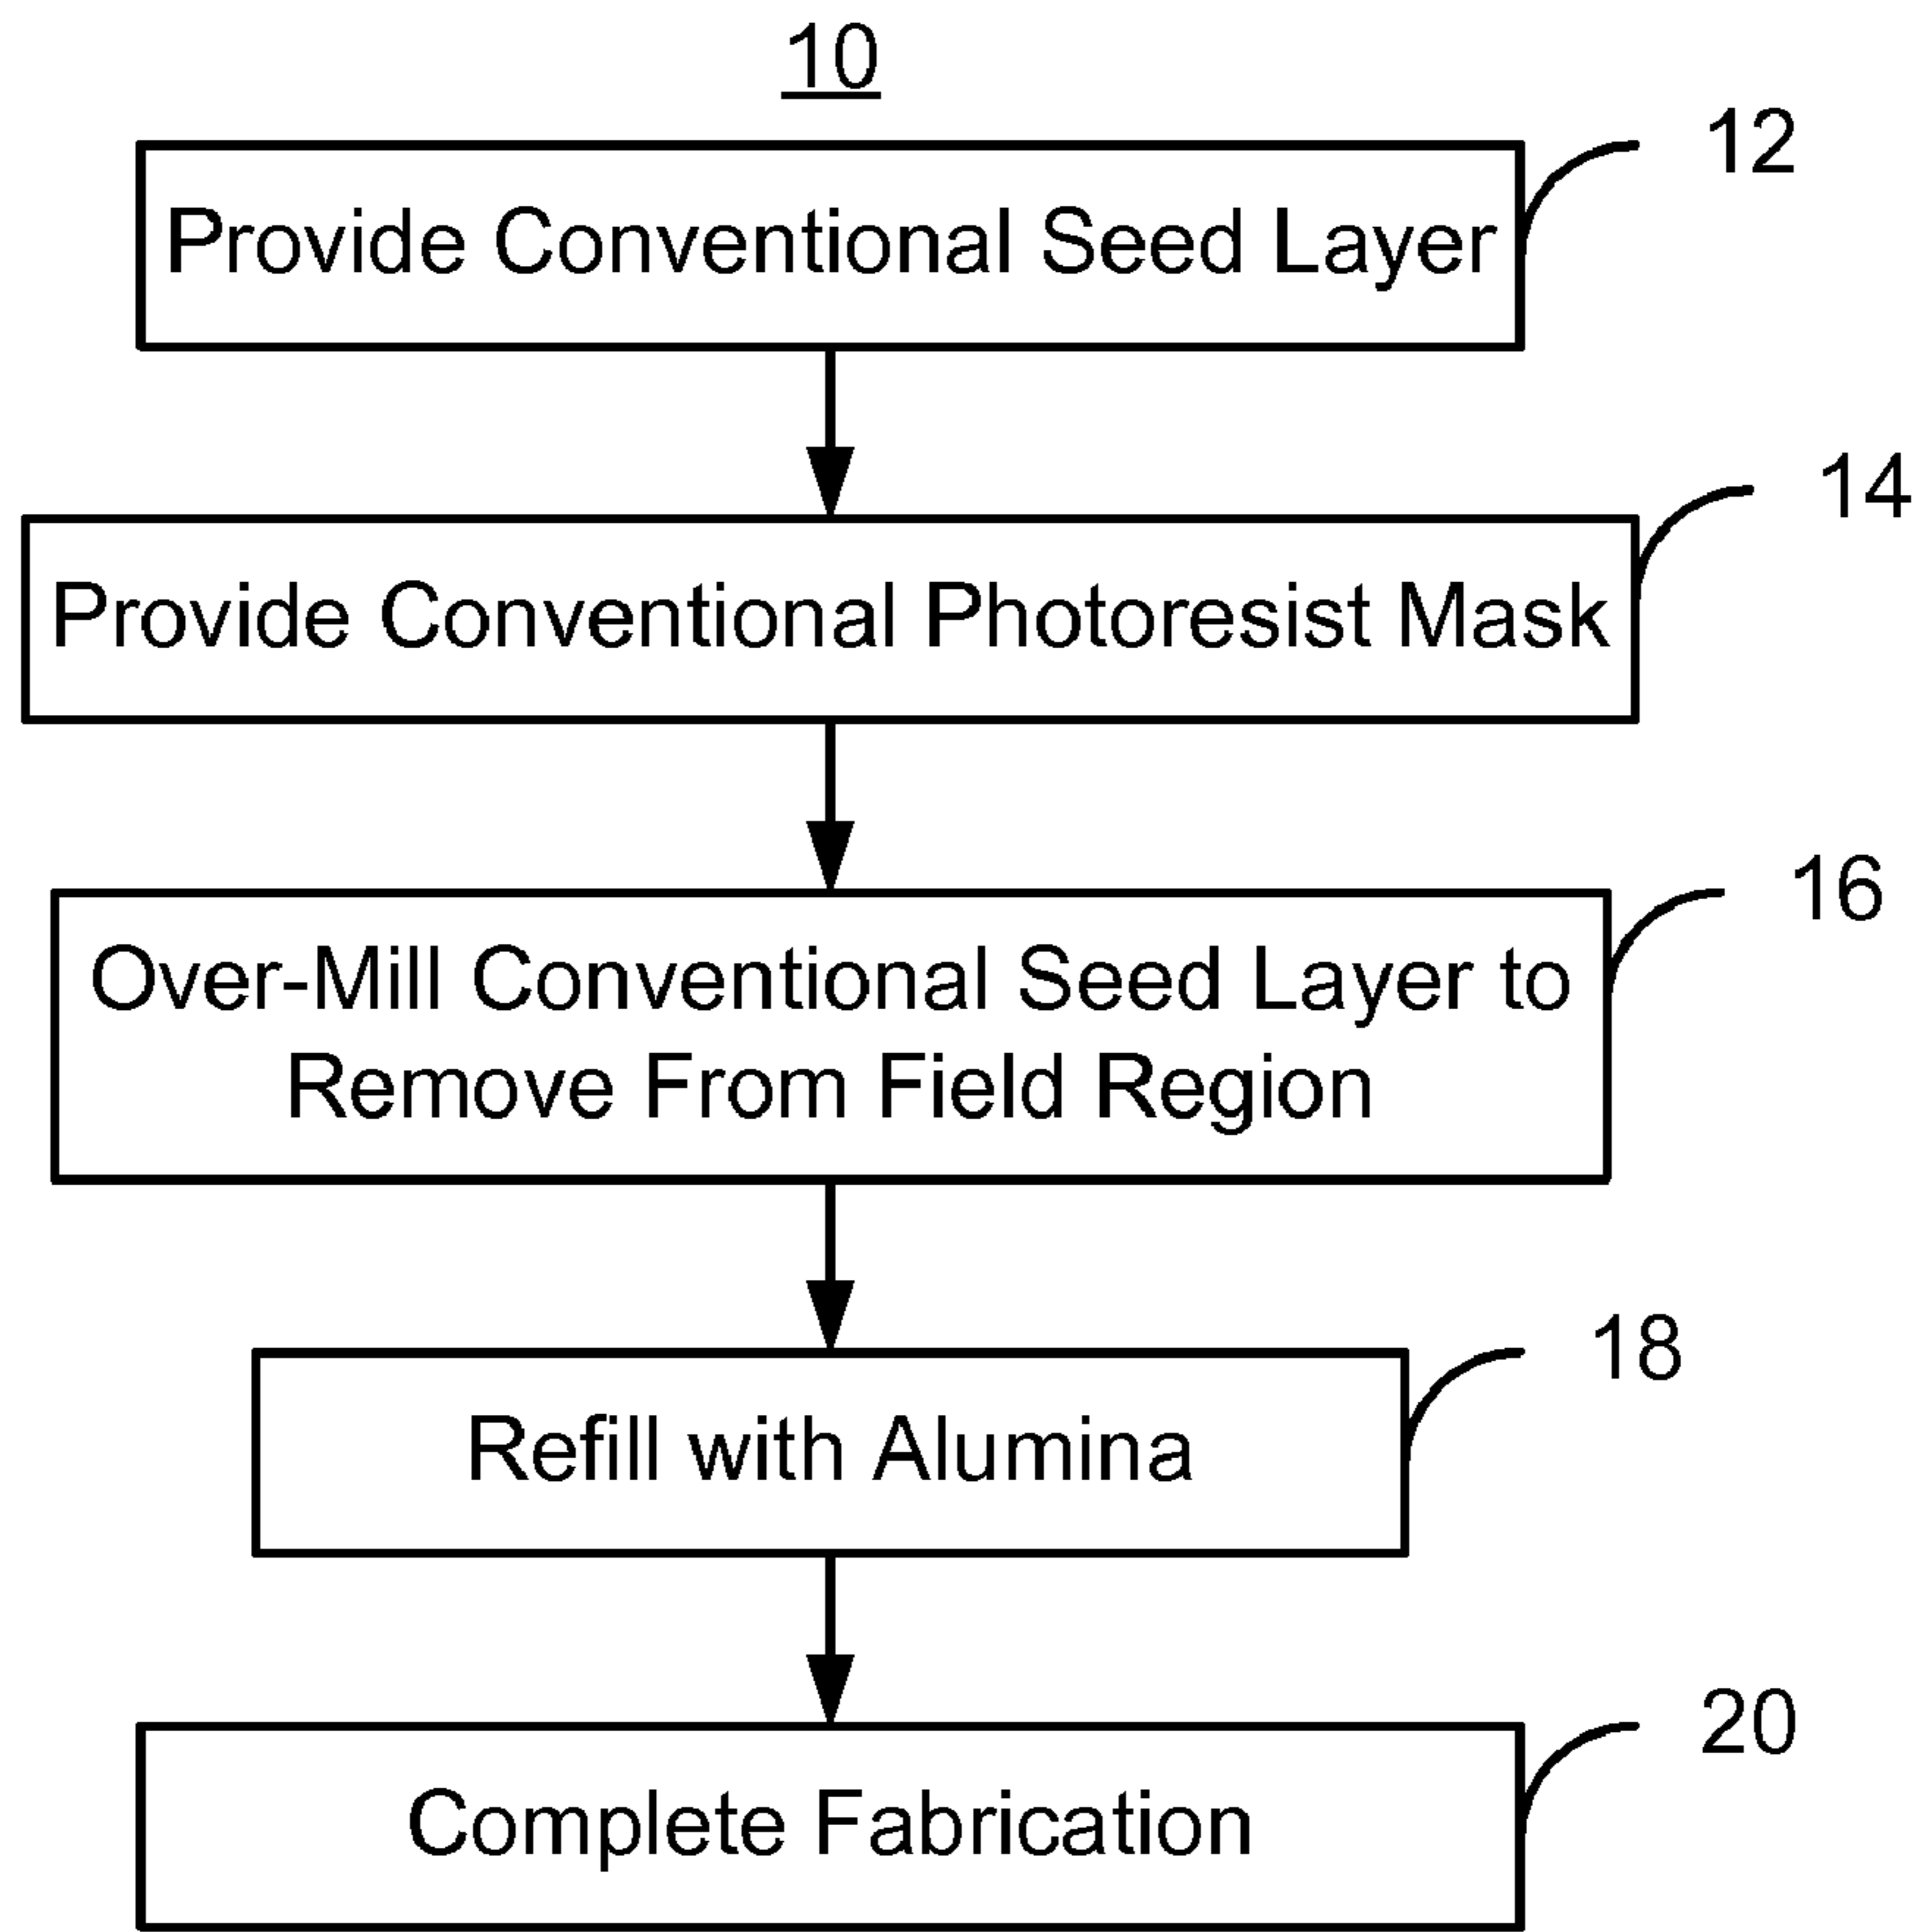 10
12
Provide Conventional Seed Layer
14
Provide Conventional Photoresist Mask
16
Over-Mill Conventional Seed Layer to
Remove From Field Region
18
Refill with Alumina
20
Complete Fabrication